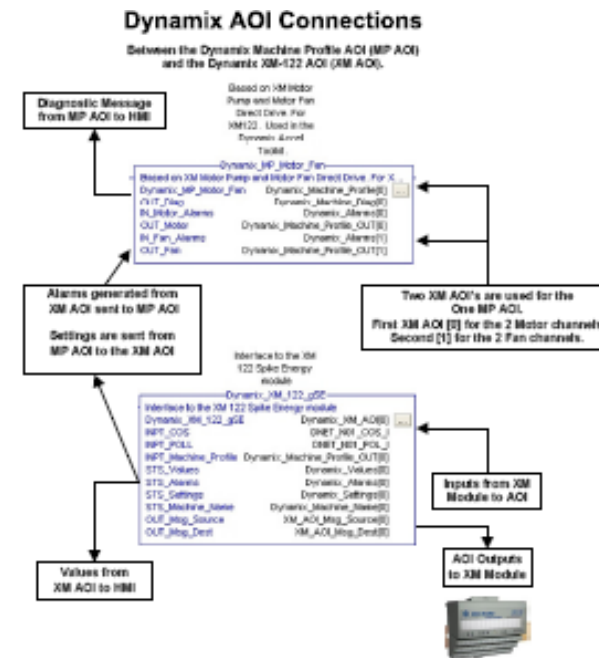 Dynamix AOI Connections
Between the Dynamix Machine Profile AOI (MP AOI)
and the Dynamix XM-122 AOI (XM AOI).
Diagnostic Message
from MP AOI to HMI
Based on XM Motor
Pump and Motor Fan
Direct Drive. For
XM122. Used in the
Dynamix Accel
Toolkit.
Dynamix_MP_Motor_Fan
Based on XM Motor Pump and Motor Fan Direct Drive. For X...
Dynamix_MP_Motor_Fan Dynamix_Machine_Profile[0] ...
OUT_Diag Dynamix_Machine_Diag[0]
IN_Motor_Alarms Dynamix_Alarms[0]
OUT_Motor Dynamix_Machine_Profile_OUT[0]
IN_Fan_Alarms Dynamix_Alarms[1]
OUT_Fan Dynamix_Machine_Profile_OUT[1]
Alarms generated from
XM AOI sent to MP AOI
Settings are sent from
MP AOI to the XM AOI
Two XM AOI's are used for the
One MP AOI.
First XM AOI [0] for the 2 Motor channels
Second [1] for the 2 Fan channels.
Interface to the XM
122 Spike Energy
module
Dynamix_XM_122_gSE
Interface to the XM 122 Spike Energy module
Dynamix_XM_122_gSE Dynamix_XM_AOI[0] ...
INPT_COS DNET_N01_COS_I
INPT_POLL DNET_N01_POL_I
INPT_Machine_Profile Dynamix_Machine_Profile_OUT[0]
STS_Values Dynamix_Values[0]
STS_Alarms Dynamix_Alarms[0]
STS_Settings Dynamix_Settings[0]
STS_Machine_Name Dynamix_Machine_Name[0]
OUT_Msg_Source XM_AOI_Msg_Source[0]
OUT_Msg_Dest XM_AOI_Msg_Dest[0]
Inputs from XM
Module to AOI
Values from
XM AOI to HMI
AOI Outputs
to XM Module